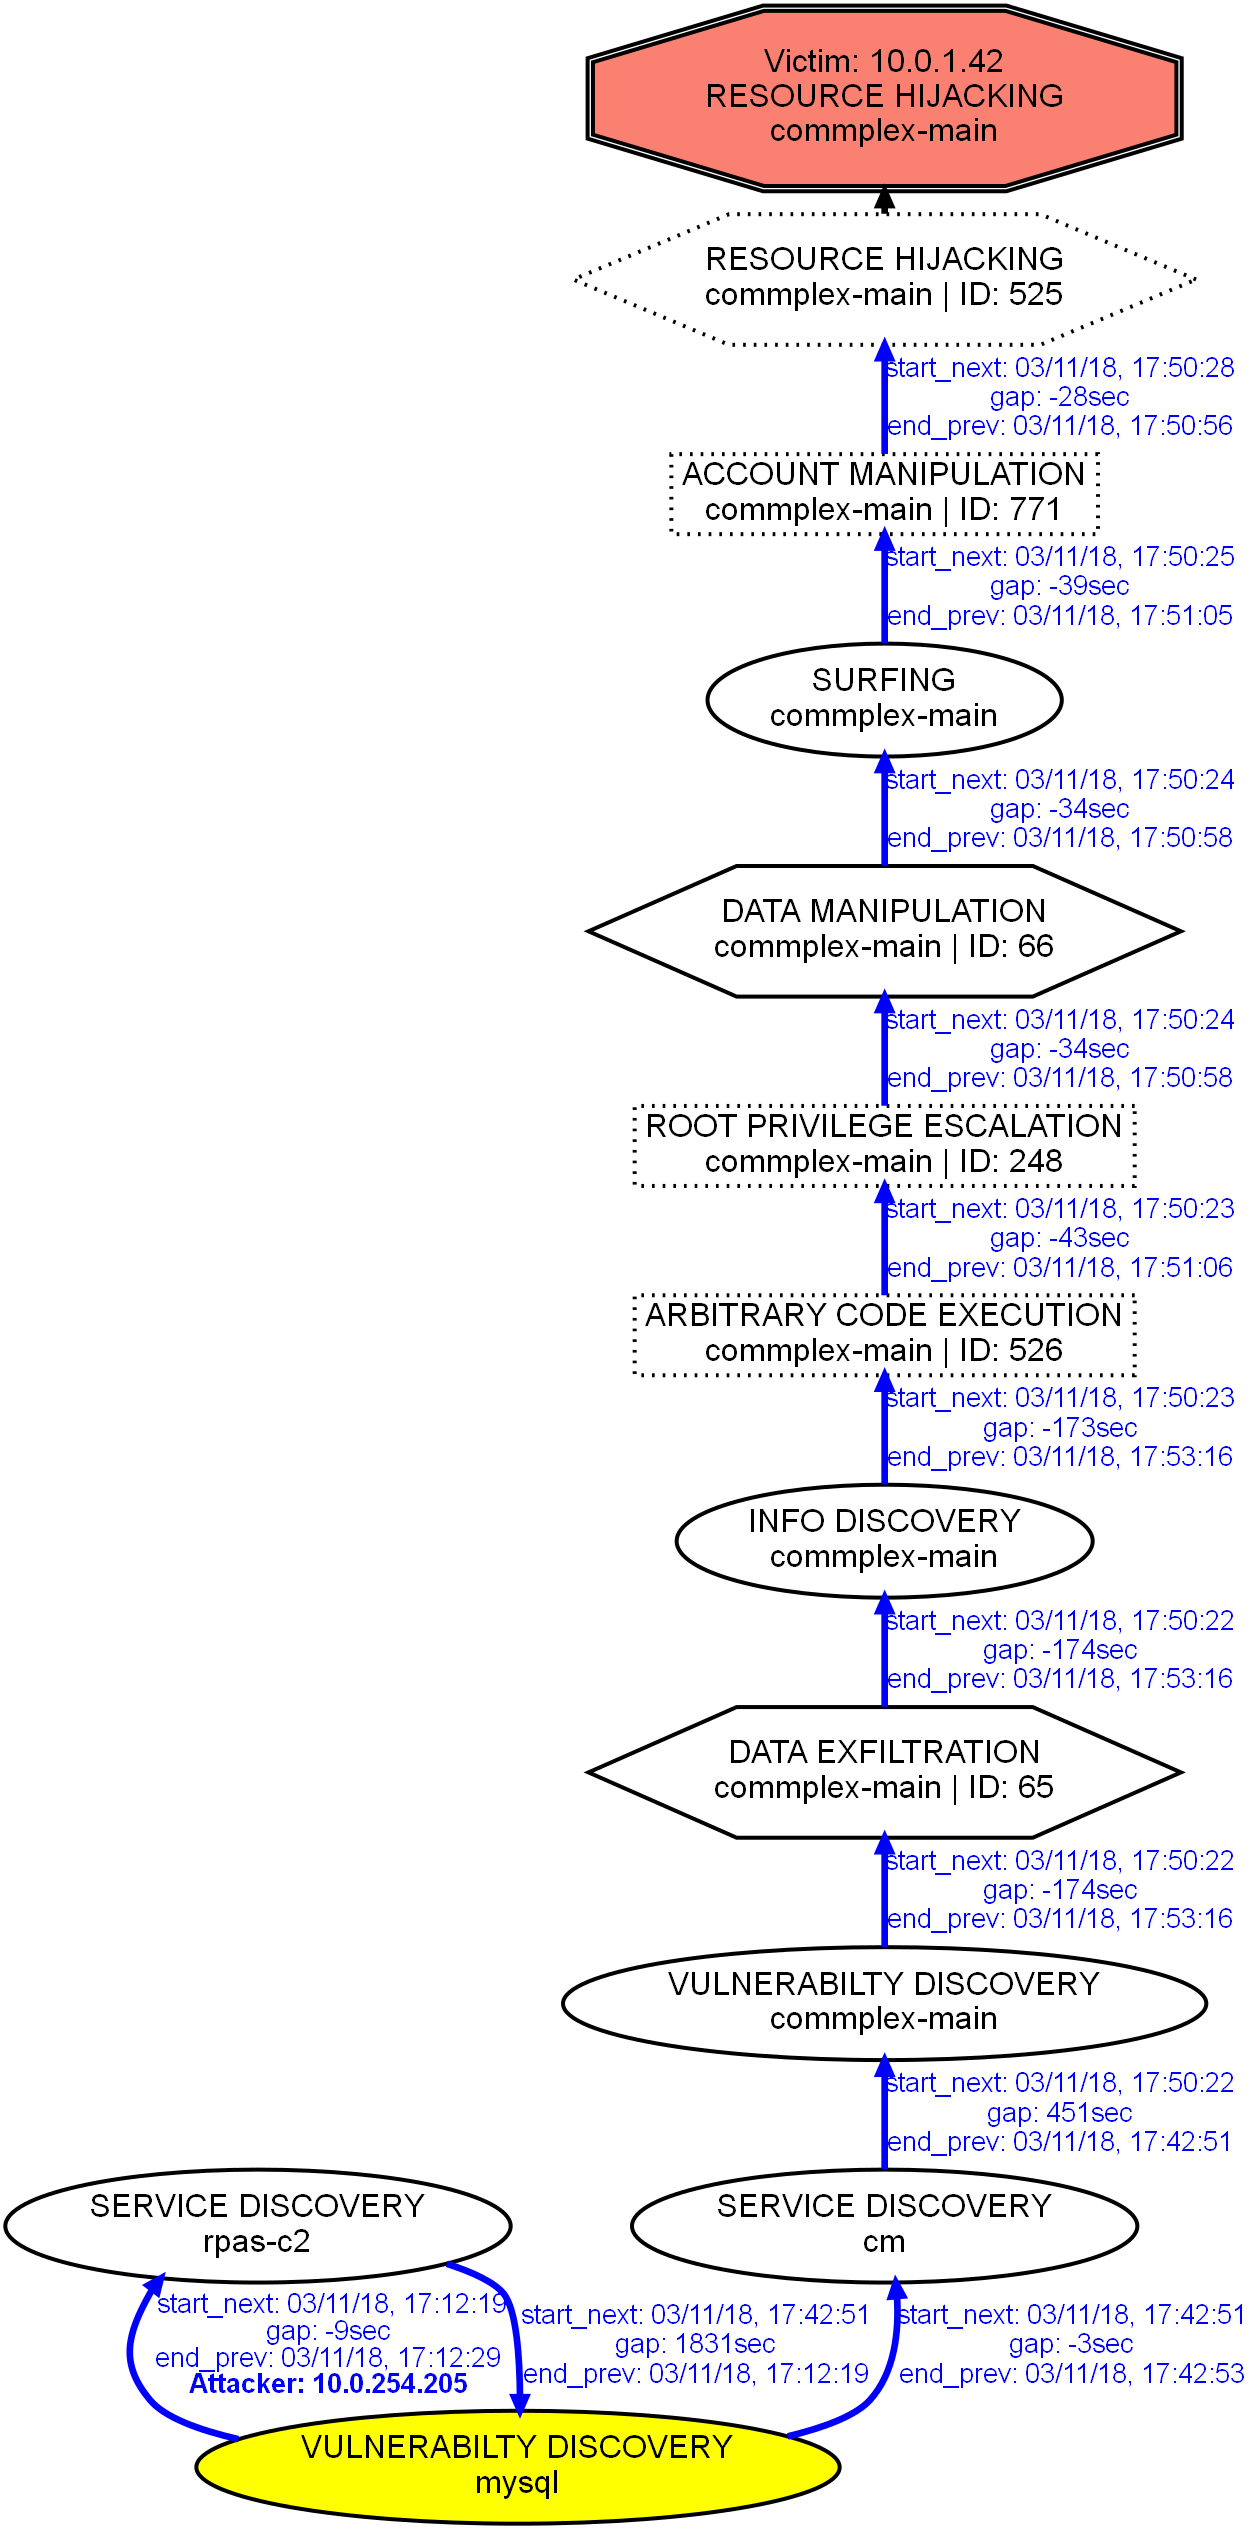 Victim: 10.0.1.42
RESOURCE HIJACKING
commplex-main
RESOURCE HIJACKING
commplex-main | ID: 525
start_next: 03/11/18, 17:50:28
gap: -28sec
end_prev: 03/11/18, 17:50:56
ACCOUNT MANIPULATION
commplex-main | ID: 771
start_next: 03/11/18, 17:50:25
gap: -39sec
end_prev: 03/11/18, 17:51:05
SURFING
commplex-main
start_next: 03/11/18, 17:50:24
gap: -34sec
end_prev: 03/11/18, 17:50:58
DATA MANIPULATION
commplex-main | ID: 66
start_next: 03/11/18, 17:50:24
gap: -34sec
end_prev: 03/11/18, 17:50:58
ROOT PRIVILEGE ESCALATION
commplex-main | ID: 248
start_next: 03/11/18, 17:50:23
gap: -43sec
end_prev: 03/11/18, 17:51:06
ARBITRARY CODE EXECUTION
commplex-main | ID: 526
start_next: 03/11/18, 17:50:23
gap: -173sec
end_prev: 03/11/18, 17:53:16
INFO DISCOVERY
commplex-main
start_next: 03/11/18, 17:50:22
gap: -174sec
end_prev: 03/11/18, 17:53:16
DATA EXFILTRATION
commplex-main | ID: 65
start_next: 03/11/18, 17:50:22
gap: -174sec
end_prev: 03/11/18, 17:53:16
VULNERABILTY DISCOVERY
commplex-main
start_next: 03/11/18, 17:50:22
gap: 451sec
end_prev: 03/11/18, 17:42:51
SERVICE DISCOVERY
rpas-c2
SERVICE DISCOVERY
cm
start_next: 03/11/18, 17:12:19
gap: -9sec
end_prev: 03/11/18, 17:12:29
Attacker: 10.0.254.205
start_next: 03/11/18, 17:42:51
gap: 1831sec
end_prev: 03/11/18, 17:12:19
start_next: 03/11/18, 17:42:51
gap: -3sec
end_prev: 03/11/18, 17:42:53
VULNERABILTY DISCOVERY
mysql